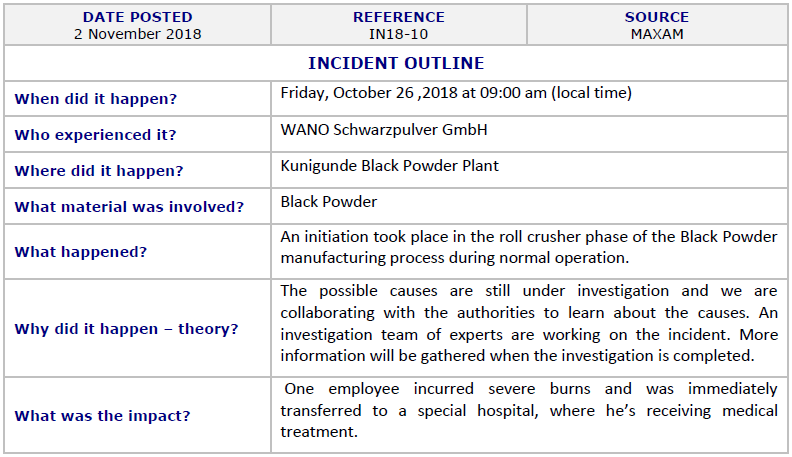 DATE POSTED
2 November 2018
REFERENCE
IN18-10
SOURCE
MAXAM
INCIDENT OUTLINE
When did it happen?
Friday, October 26 ,2018 at 09:00 am (local time)
Who experienced it?
WANO Schwarzpulver GmbH
Where did it happen?
Kunigunde Black Powder Plant
What material was involved?
Black Powder
What happened?
An initiation took place in the roll crusher phase of the Black Powder
manufacturing process during normal operation.
Why did it happen – theory?
The possible causes are still under investigation and we are
collaborating with the authorities to learn about the causes. An
investigation team of experts are working on the incident. More
information will be gathered when the investigation is completed.
What was the impact?
One employee incurred severe burns and was immediately
transferred to a special hospital, where he’s receiving medical
treatment.